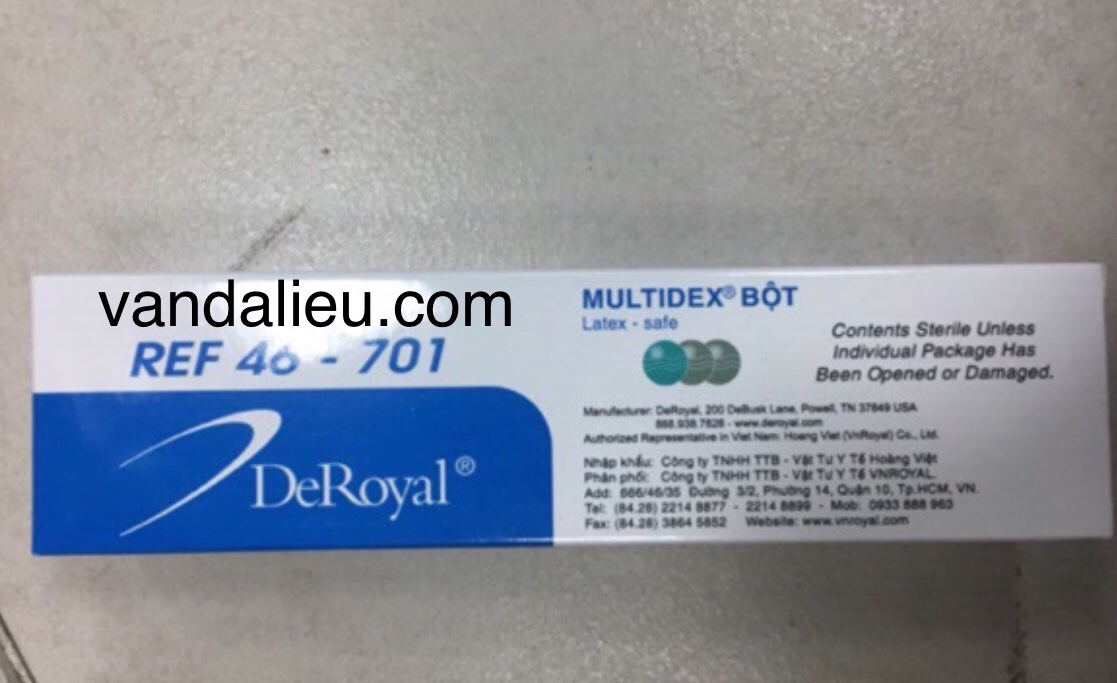 vandalieu.com
REF 46 - 701
DeRoyal®
MULTIDEX® BỘT
Latex - safe
Contents Sterile Unless
Individual Package Has
Been Opened or Damaged.
Manufacturer: DeRoyal, 200 DeBusk Lane, Powell, TN 37849 USA
888.938.7828 - www.deroyal.com
Authorized Representative in Viet Nam: Hoang Viet (VnRoyal) Co., Ltd.
Nhập khẩu: Công ty TNHH TTB - Vật Tư Y Tế Hoàng Việt
Phân phối: Công ty TNHH TTB - Vật Tư Y Tế VNROYAL.
Add: 666/46/35 Đường 3/2, Phường 14, Quận 10, Tp.HCM, VN.
Tel: (84.28) 2214 8877 - 2214 8899 - Mob: 0933 888 963
Fax: (84.28) 3864 5852 Website: www.vnroyal.com